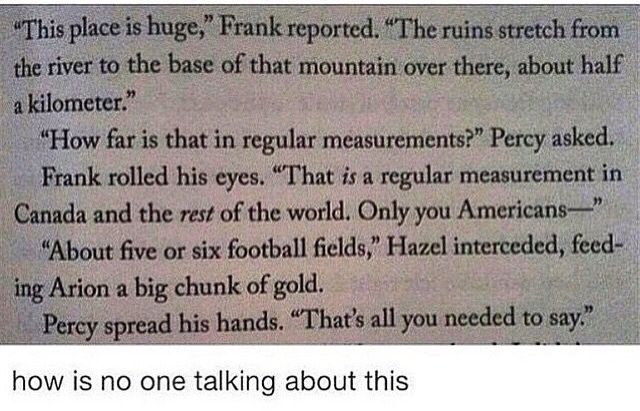 “This place is huge,” Frank reported. “The ruins stretch from
the river to the base of that mountain over there, about half
a kilometer.”
“How far is that in regular measurements?” Percy asked.
Frank rolled his eyes. “That is a regular measurement in
Canada and the rest of the world. Only you Americans—”
“About five or six football fields,” Hazel interceded, feed-
ing Arion a big chunk of gold.
Percy spread his hands. “That’s all you needed to say.”
how is no one talking about this